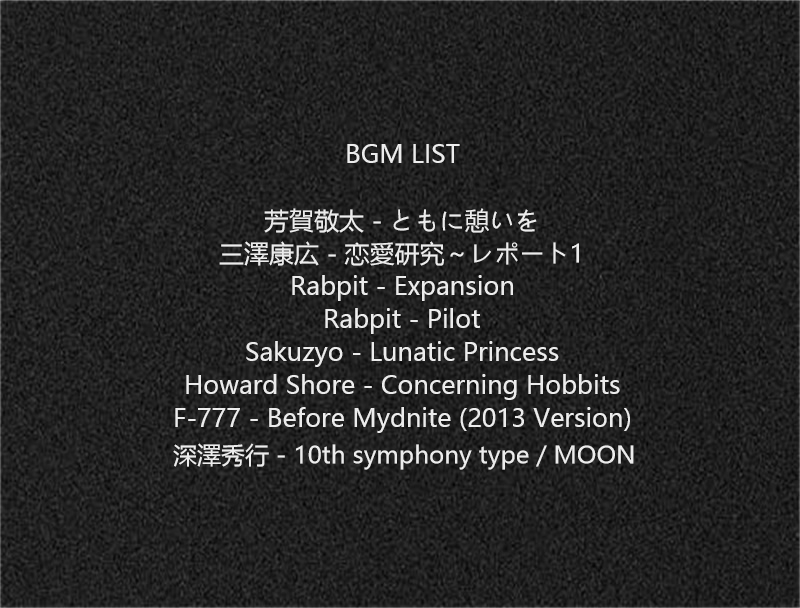 BGM LIST
芳賀敬太 - ともに憩いを
三澤康広 - 恋愛研究～レポート1
Rabpit - Expansion
Rabpit - Pilot
Sakuzyo - Lunatic Princess
Howard Shore - Concerning Hobbits
F-777 - Before Mydnite (2013 Version)
深澤秀行 - 10th symphony type / MOON